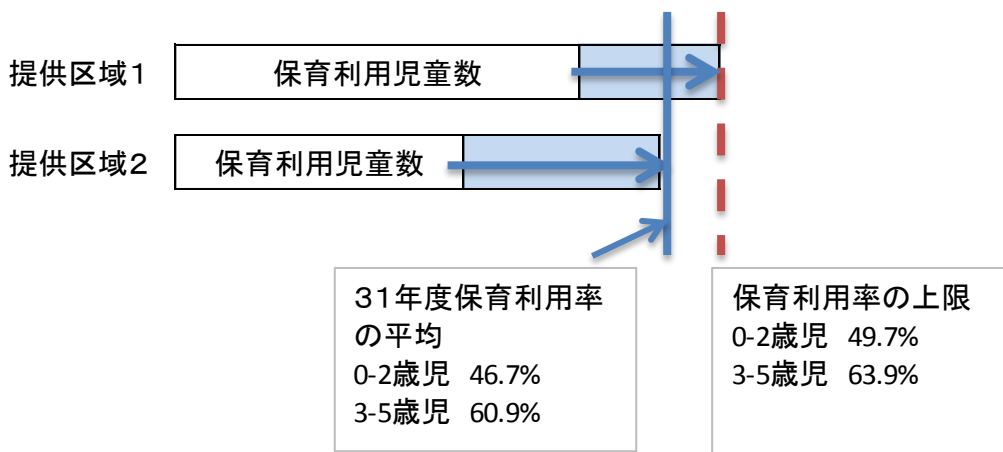 提供区域1
保育利用児童数
提供区域2
保育利用児童数
31年度保育利用率
の平均
0-2歳児 46.7%
3-5歳児 60.9%
保育利用率の上限
0-2歳児 49.7%
3-5歳児 63.9%